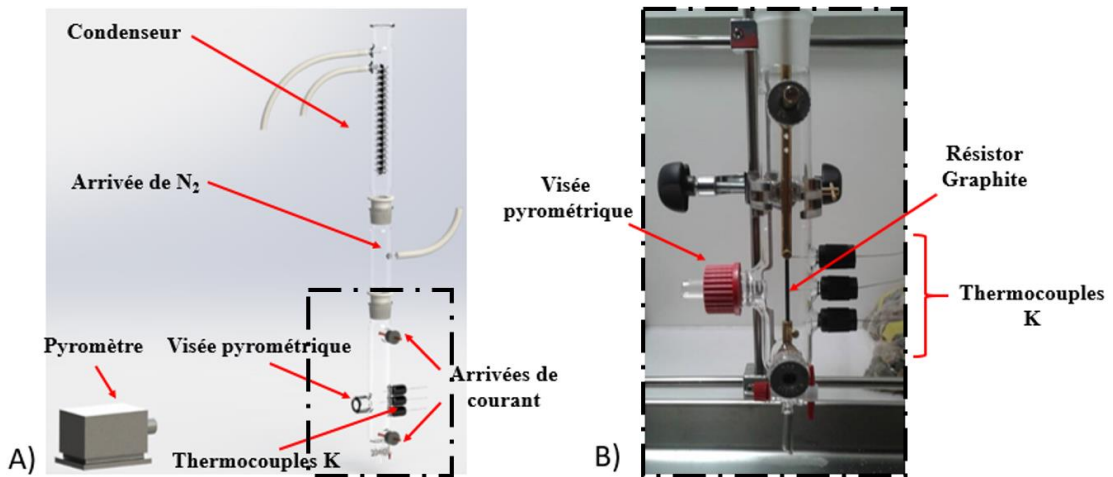 Condenseur
Arrivée de N₂
Pyromètre
Visée pyrométrique
Arrivées de
courant
Thermocouples K
A)
Visée
pyrométrique
Résistor
Graphite
Thermocouples
K
B)